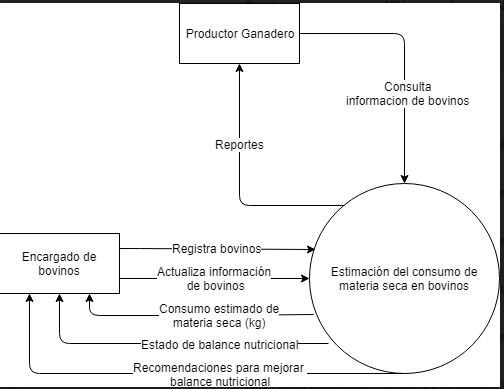 Productor Ganadero
Consulta
informacion de bovinos
Reportes
Encargado de
bovinos
Registra bovinos
Actualiza información
de bovinos
Estimación del consumo de
materia seca en bovinos
Consumo estimado de
materia seca (kg)
Estado de balance nutricional
Recomendaciones para mejorar
balance nutricional